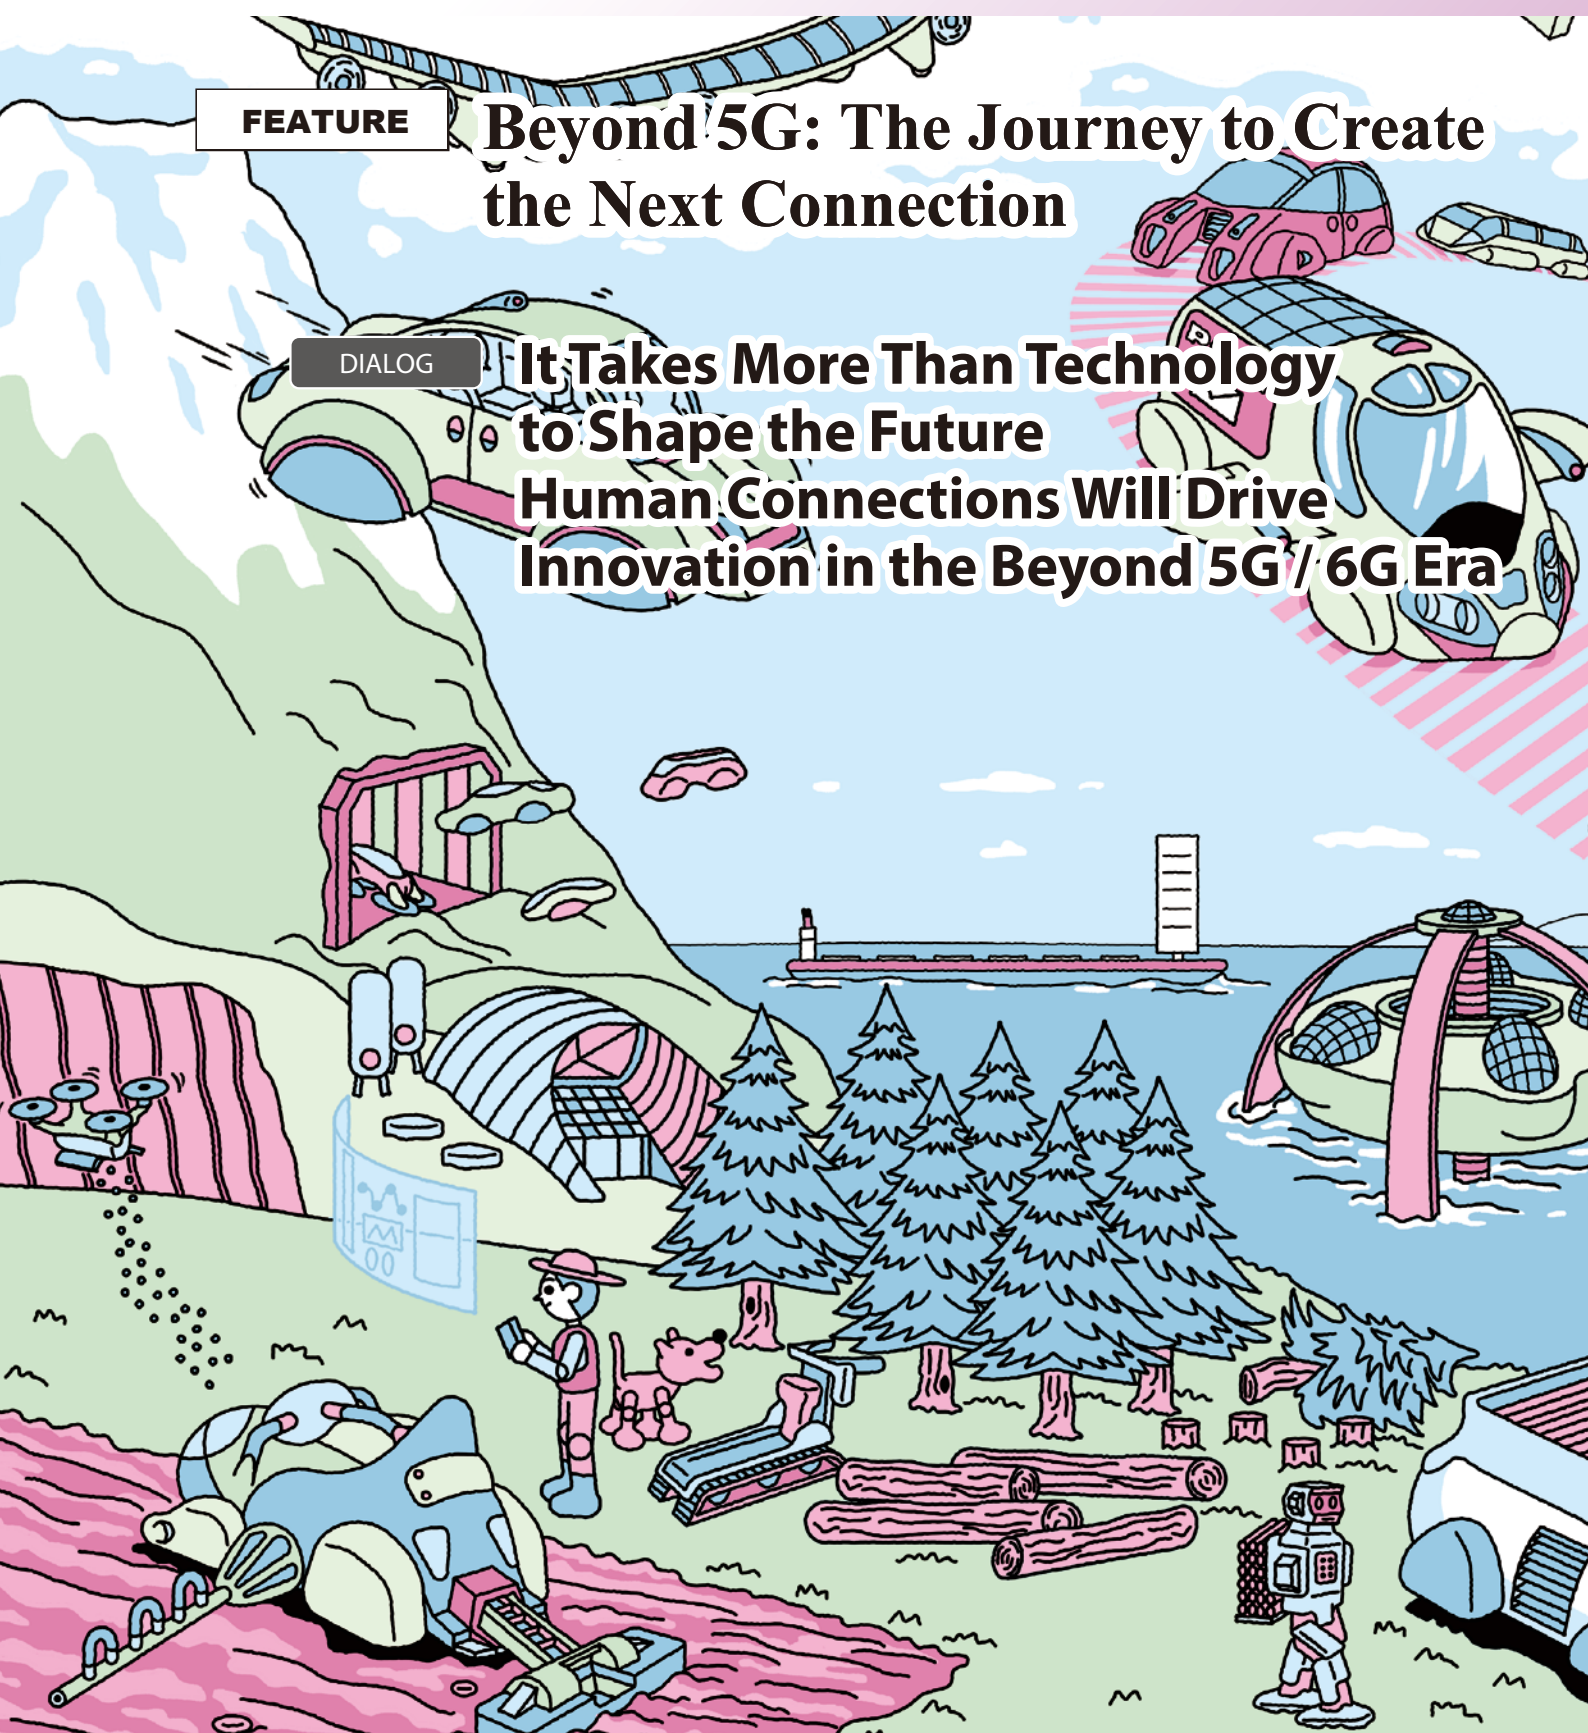 FEATURE
Beyond 5G: The Journey to Create
the Next Connection
DIALOG
It Takes More Than Technology
to Shape the Future
Human Connections Will Drive
Innovation in the Beyond 5G / 6G Era